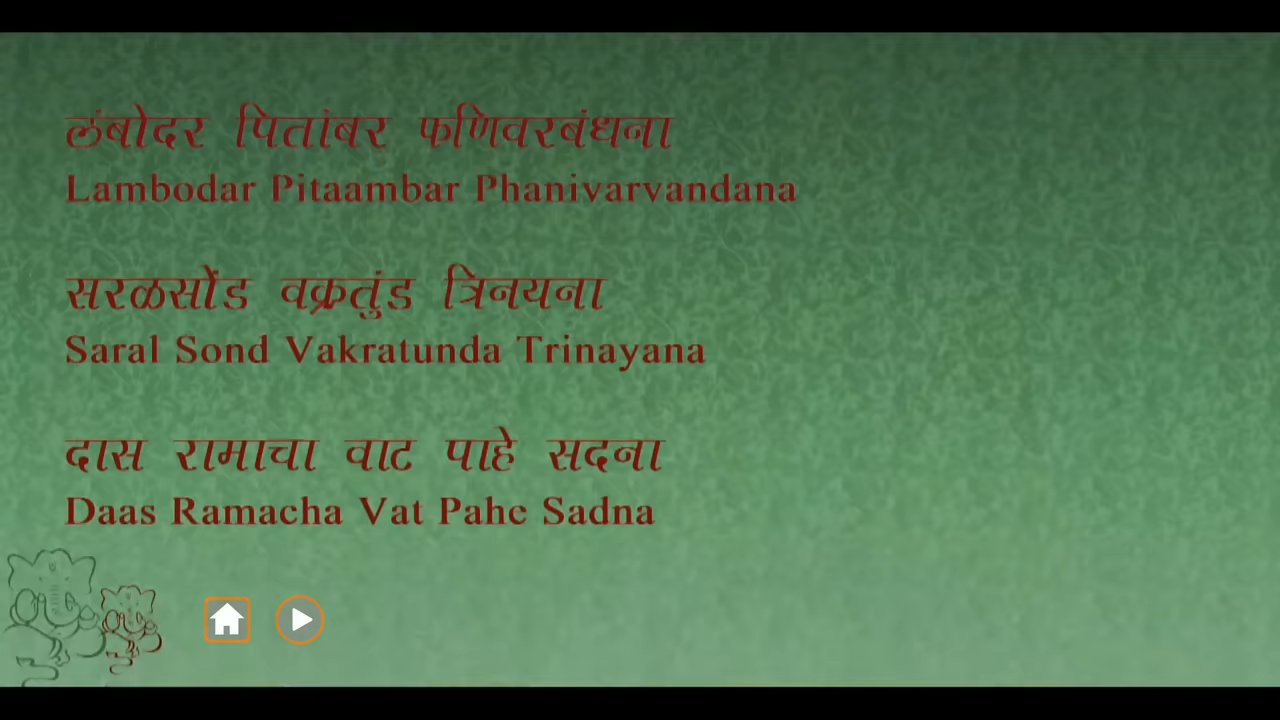 लंबोदर पितांबर फणिवरबंधना
Lambodar Pitaambar Phanivarvandana
सरळसोंड वक्रतुंड त्रिनयना
Saral Sond Vakratunda Trinayana
दास रामाचा वाट पाहे सदना
Daas Ramacha Vat Pahe Sadna